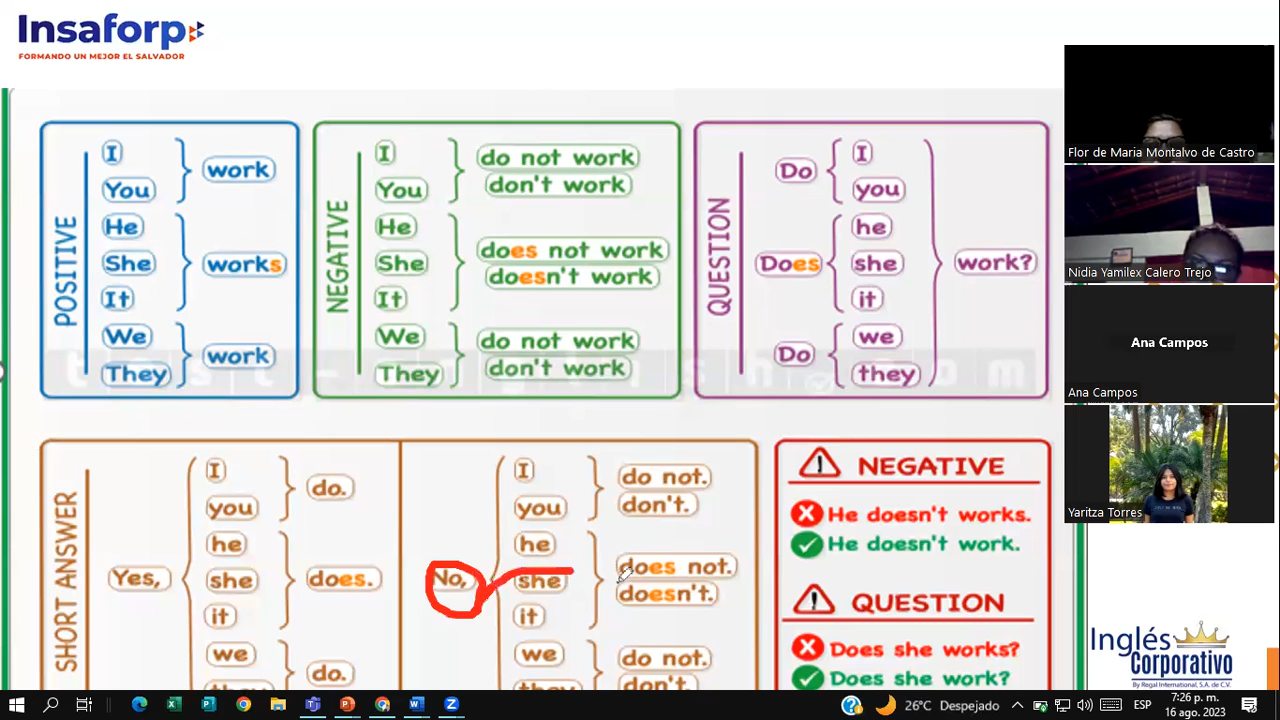 Insaforp
FORMANDO UN MEJOR EL SALVADOR
POSITIVE
I
You
work
He
She
It
works
We
They
work
NEGATIVE
I
You
do not work
don't work
He
She
It
does not work
doesn't work
We
They
do not work
don't work
QUESTION
Do
I
you
Does
he
she
it
Do
we
they
work?
test-english.com
SHORT ANSWER
Yes,
I
you
do.
he
she
it
does.
we
they
do.
No,
I
you
do not.
don't.
he
she
it
does not.
doesn't.
we
they
do not.
don't.
NEGATIVE
He doesn't works.
He doesn't work.
QUESTION
Does she works?
Does she work?
Flor de Maria Montalvo de Castro
Nidia Yamilex Calero Trejo
Ana Campos
Ana Campos
Yaritza Torres
Inglés
Corporativo
By Regal International, S.A. de C.V.
26°C Despejado
ESP
7:26 p. m.
16 ago. 2023